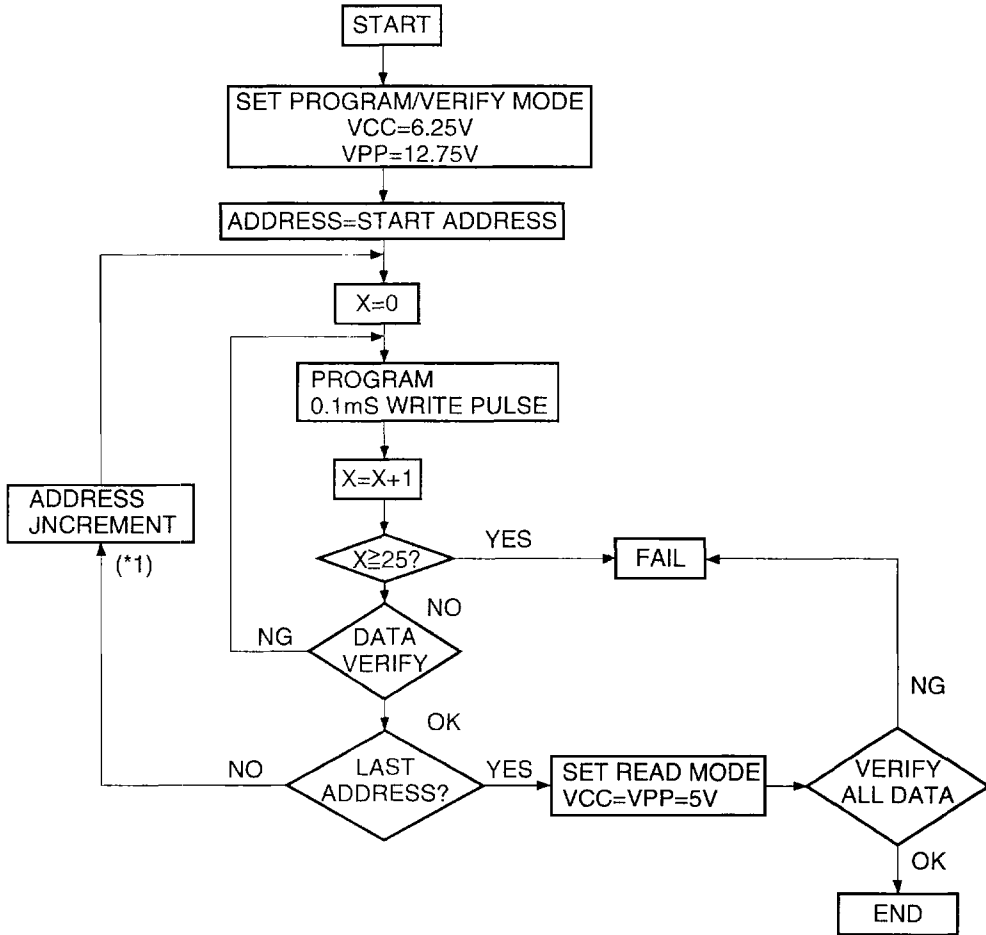 START
SET PROGRAM/VERIFY MODE
VCC=6.25V
VPP=12.75V
ADDRESS=START ADDRESS
X=0
PROGRAM
0.1mS WRITE PULSE
X=X+1
ADDRESS
JNCREMENT
(*1)
X≧25?
YES
FAIL
NO
NG
DATA
VERIFY
OK
NG
NO
LAST
ADDRESS?
YES
SET READ MODE
VCC=VPP=5V
VERIFY
ALL DATA
OK
END